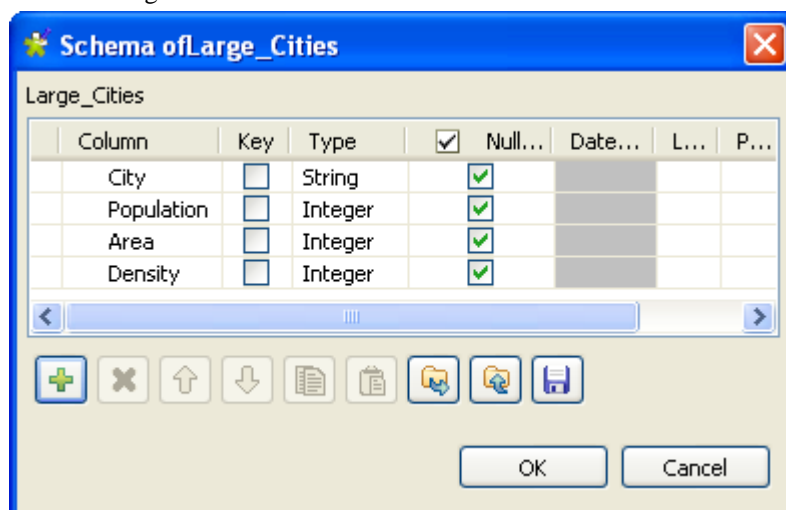 Schema ofLarge_Cities
Large_Cities
Column Key Type Null... Date... L... P...
City String
Population Integer
Area Integer
Density Integer
OK Cancel